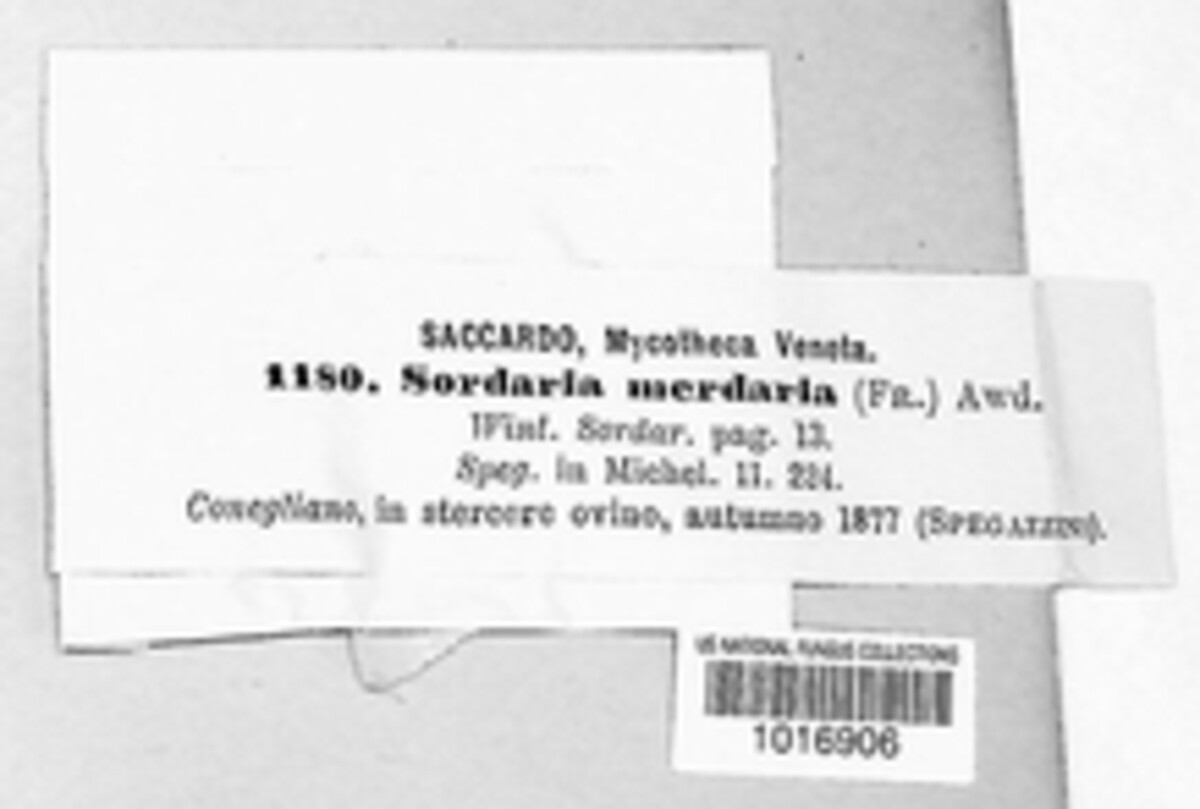 SACCARDO, Mycotheca Veneta.
1180. Sordaria merdaria (FR.) Awd.
Wint. Sordar. pag. 13.
Speg. in Michel. II. 224.
Conegliano, in stercore ovino, autumno 1877 (SPEGAZZINI).
US NATIONAL FUNGUS COLLECTIONS
1016906